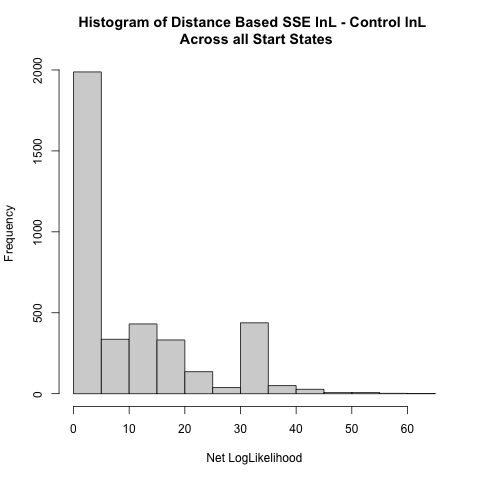 Histogram of Distance Based SSE lnL - Control lnL
Across all Start States
Frequency
2000
1500
1000
500
0
0 10 20 30 40 50 60
Net LogLikelihood